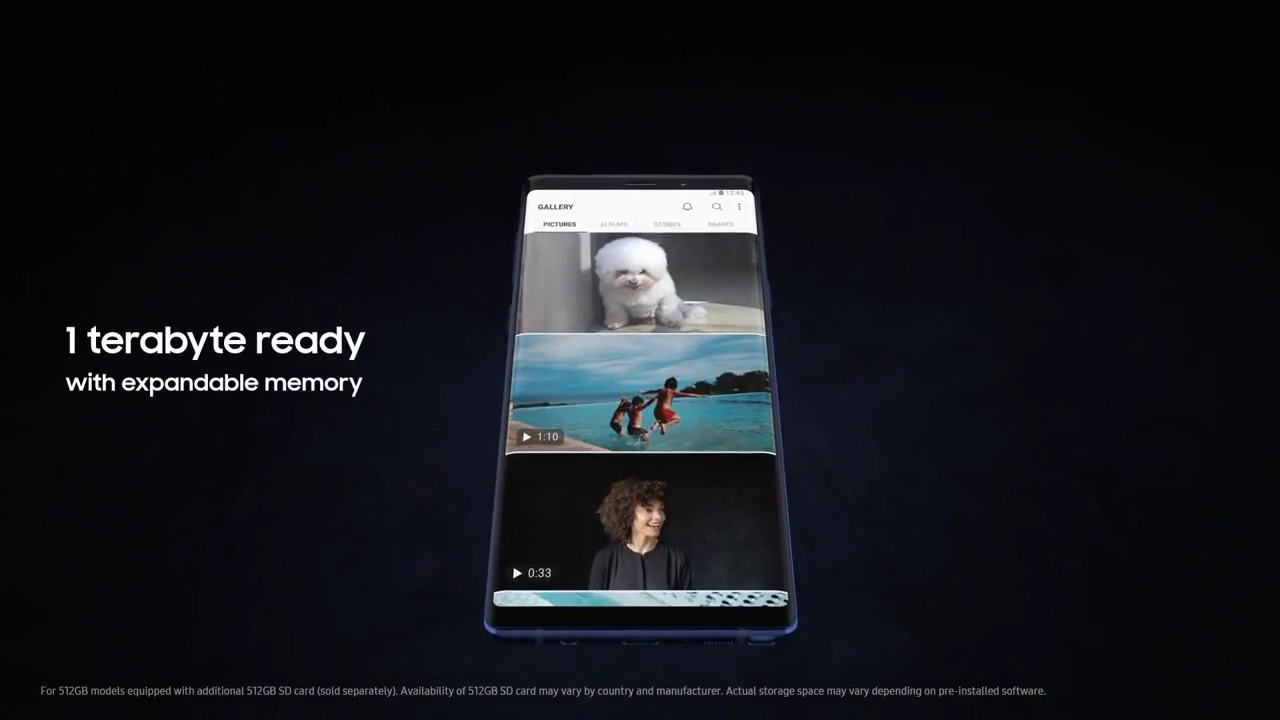 12:45
GALLERY
PICTURES ALBUMS STORIES SHARED
1:10
0:33
1 terabyte ready
with expandable memory
For 512GB models equipped with additional 512GB SD card (sold separately). Availability of 512GB SD card may vary by country and manufacturer. Actual storage space may vary depending on pre-installed software.